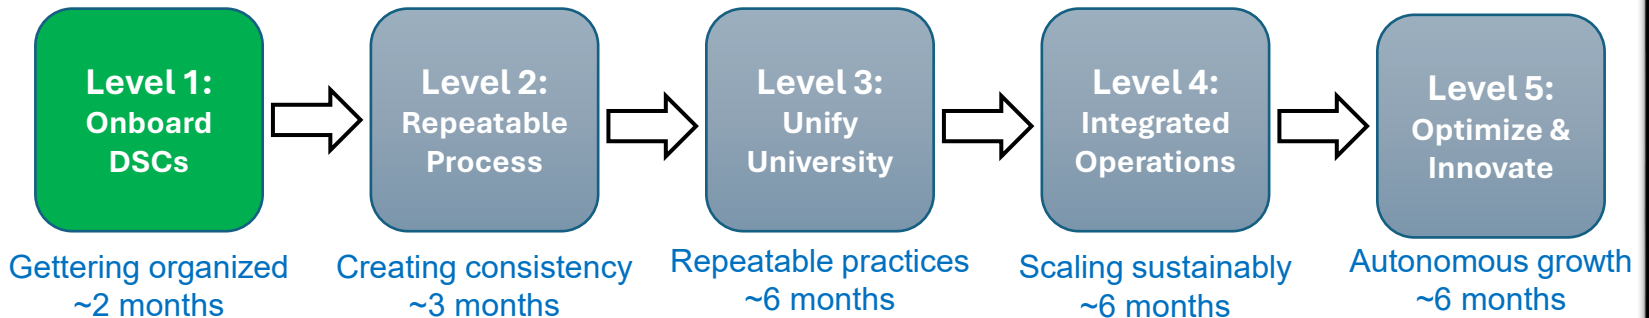 Level 1:
Onboard
DSCs
Level 2:
Repeatable
Process
Level 3:
Unify
University
Level 4:
Integrated
Operations
Level 5:
Optimize &
Innovate
Gettering organized
~2 months
Creating consistency
~3 months
Repeatable practices
~6 months
Scaling sustainably
~6 months
Autonomous growth
~6 months